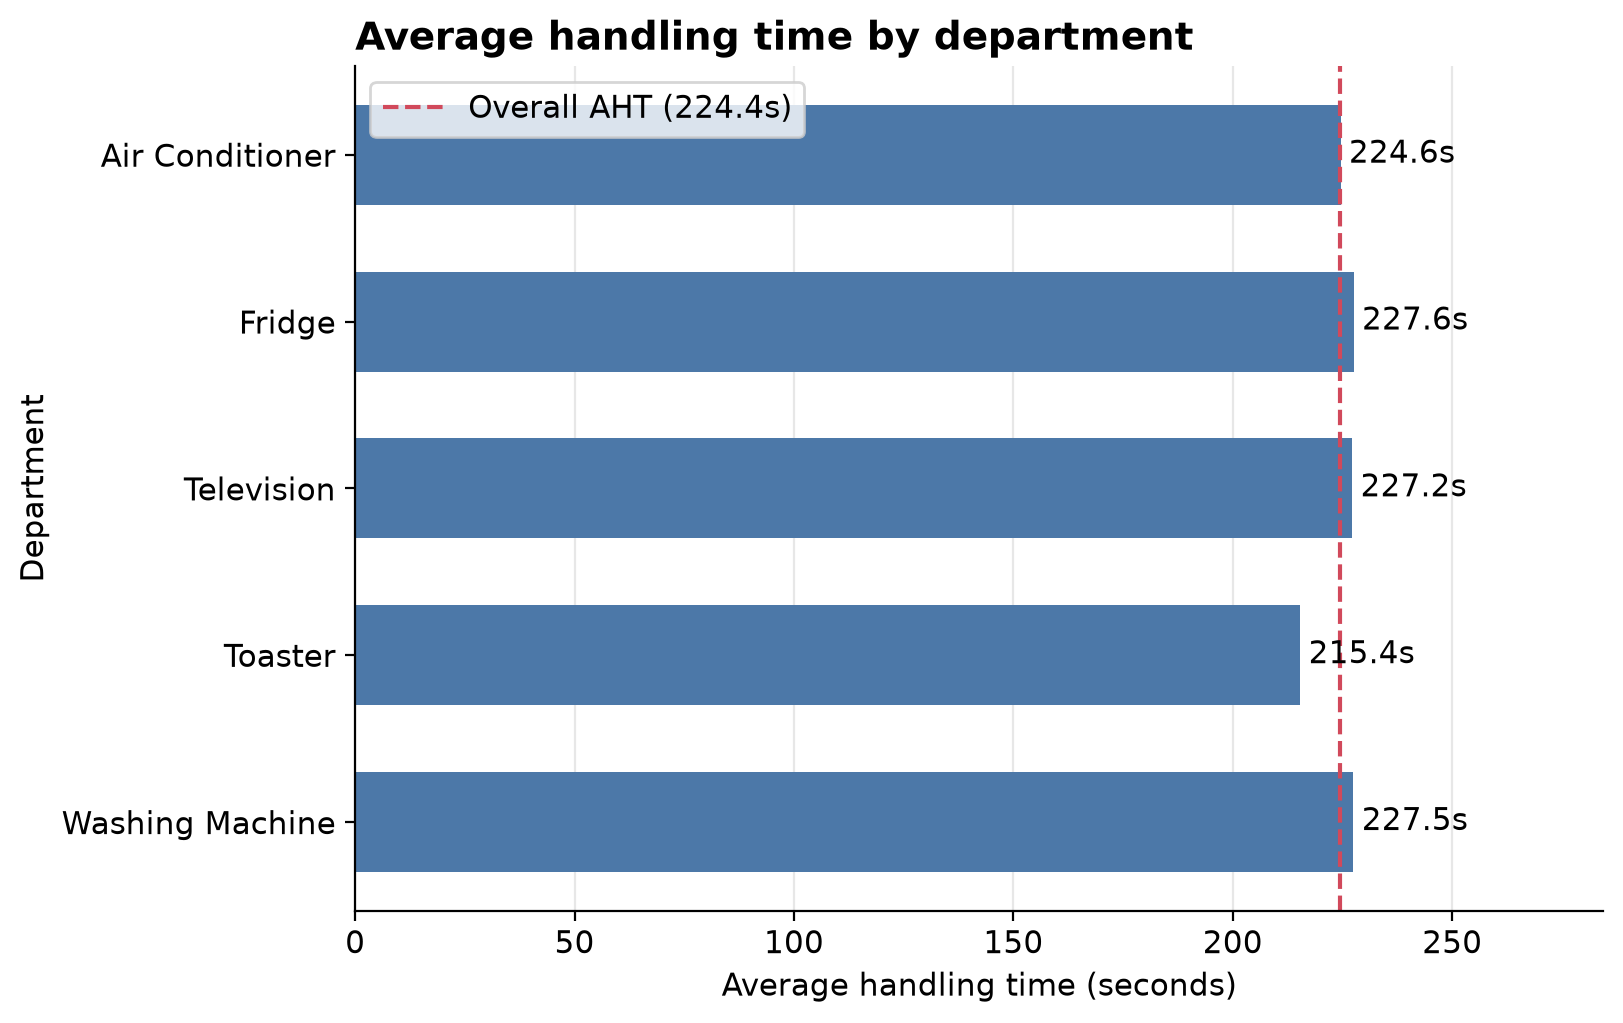 Average handling time by department
Overall AHT (224.4s)
Air Conditioner
224.6s
Fridge
227.6s
Television
227.2s
Toaster
215.4s
Washing Machine
227.5s
Department
0 50 100 150 200 250
Average handling time (seconds)